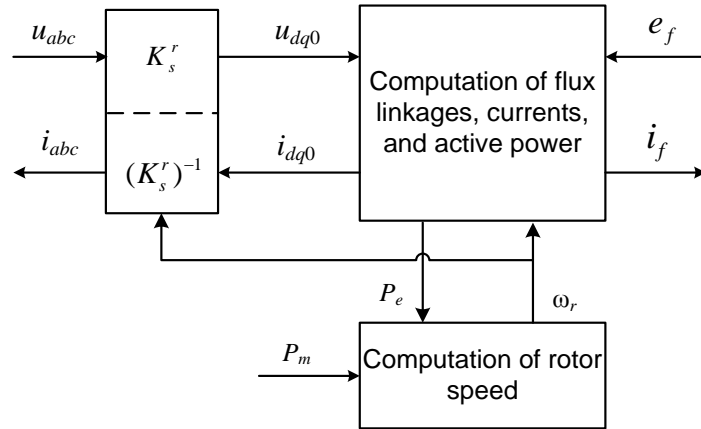 u_abc
K_s^r
u_dq0
Computation of flux
linkages, currents,
and active power
e_f
i_abc
(K_s^r)^{-1}
i_dq0
i_f
P_e
ω_r
P_m
Computation of rotor
speed